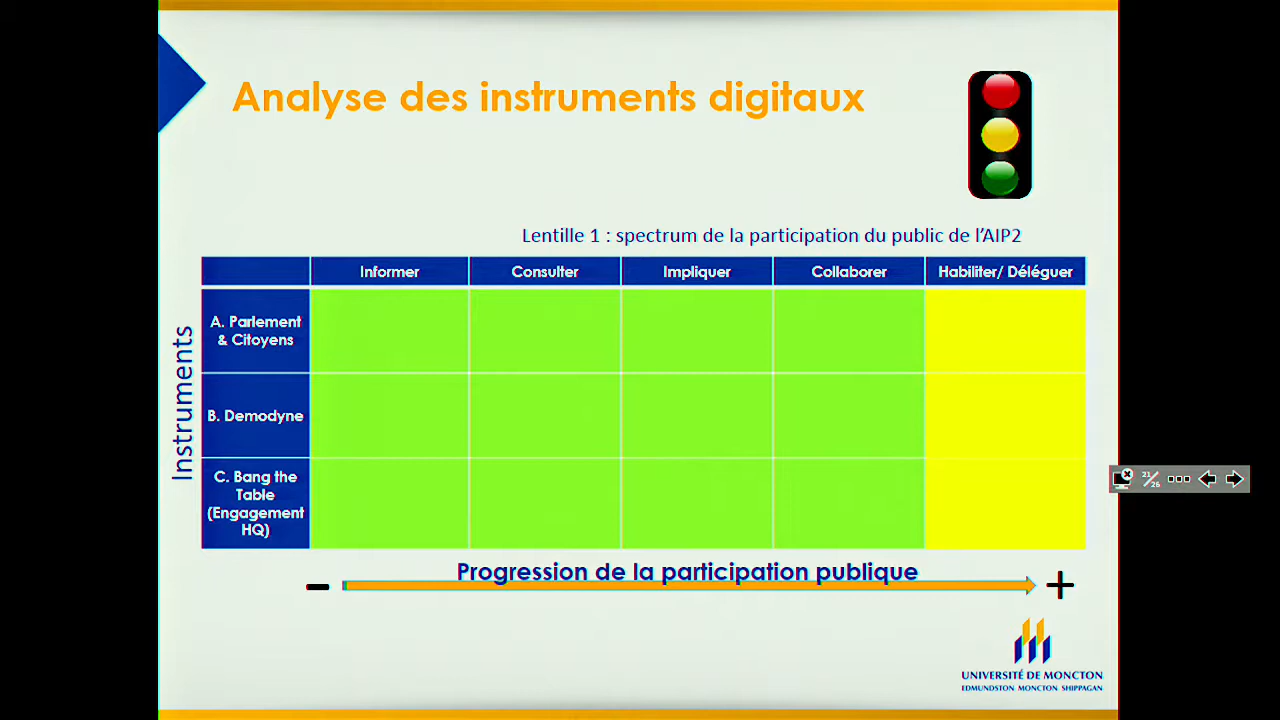 Analyse des instruments digitaux
Lentille 1 : spectrum de la participation du public de l’AIP2
Informer
Consulter
Impliquer
Collaborer
Habiliter/ Déléguer
Instruments
A. Parlement
& Citoyens
B. Demodyne
C. Bang the
Table
(Engagement
HQ)
21/26
Progression de la participation publique
− +
UNIVERSITÉ DE MONCTON
EDMUNDSTON MONCTON SHIPPAGAN